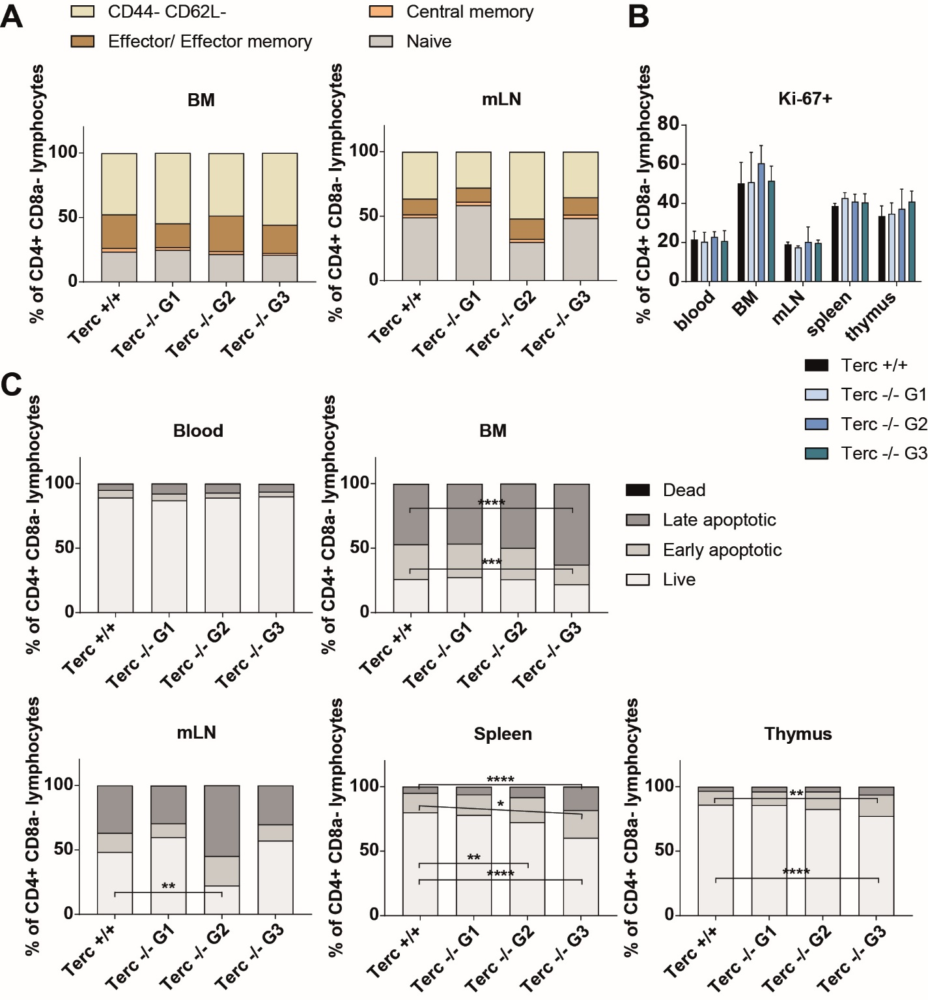 A
CD44- CD62L-
Central memory
Effector/ Effector memory
Naive
B
% of CD4+ CD8a- lymphocytes
BM
100
50
0
Terc +/+
Terc -/- G1
Terc -/- G2
Terc -/- G3
% of CD4+ CD8a- lymphocytes
mLN
100
50
0
Terc +/+
Terc -/- G1
Terc -/- G2
Terc -/- G3
% of CD4+ CD8a- lymphocytes
Ki-67+
80
60
40
20
0
blood
BM
mLN
spleen
thymus
Terc +/+
Terc -/- G1
Terc -/- G2
Terc -/- G3
C
% of CD4+ CD8a- lymphocytes
Blood
100
50
0
Terc +/+
Terc -/- G1
Terc -/- G2
Terc -/- G3
% of CD4+ CD8a- lymphocytes
BM
100
50
0
****
***
Terc +/+
Terc -/- G1
Terc -/- G2
Terc -/- G3
Dead
Late apoptotic
Early apoptotic
Live
% of CD4+ CD8a- lymphocytes
mLN
100
50
0
**
Terc +/+
Terc -/- G1
Terc -/- G2
Terc -/- G3
% of CD4+ CD8a- lymphocytes
Spleen
100
50
0
****
*
**
****
Terc +/+
Terc -/- G1
Terc -/- G2
Terc -/- G3
% of CD4+ CD8a- lymphocytes
Thymus
100
50
0
**
****
Terc +/+
Terc -/- G1
Terc -/- G2
Terc -/- G3